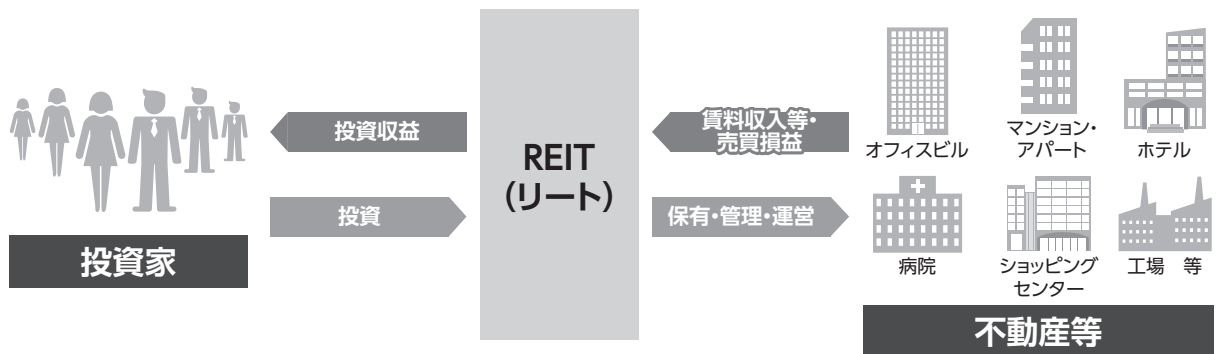 投資家
投資収益
投資
REIT
(リート)
賃料収入等・
売買損益
保有・管理・運営
オフィスビル
マンション・
アパート
ホテル
病院
ショッピング
センター
工場　等
不動産等